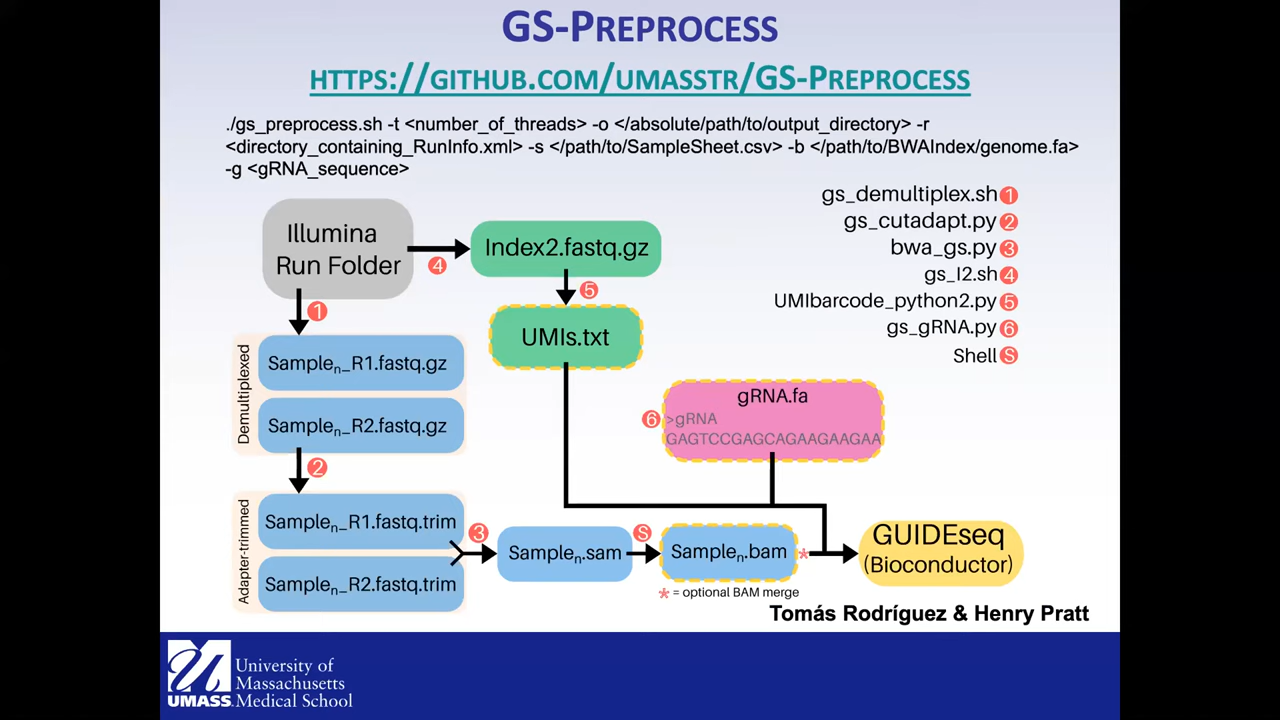 GS-PREPROCESS
HTTPS://GITHUB.COM/UMASSTR/GS-PREPROCESS
./gs_preprocess.sh -t <number_of_threads> -o </absolute/path/to/output_directory> -r
<directory_containing_RunInfo.xml> -s </path/to/SampleSheet.csv> -b </path/to/BWAIndex/genome.fa>
-g <gRNA_sequence>
gs_demultiplex.sh 1
gs_cutadapt.py 2
bwa_gs.py 3
gs_I2.sh 4
UMIbarcode_python2.py 5
gs_gRNA.py 6
Shell S
Illumina
Run Folder
4
Index2.fastq.gz
1
5
UMIs.txt
Demultiplexed
Samplen_R1.fastq.gz
Samplen_R2.fastq.gz
6
gRNA.fa
>gRNA
GAGTCCGAGCAGAAGAAGAA
2
Adapter-trimmed
Samplen_R1.fastq.trim
Samplen_R2.fastq.trim
3
Samplen.sam
S
Samplen.bam
*
* = optional BAM merge
GUIDEseq
(Bioconductor)
Tomás Rodríguez & Henry Pratt
UMASS
University of
Massachusetts
Medical School